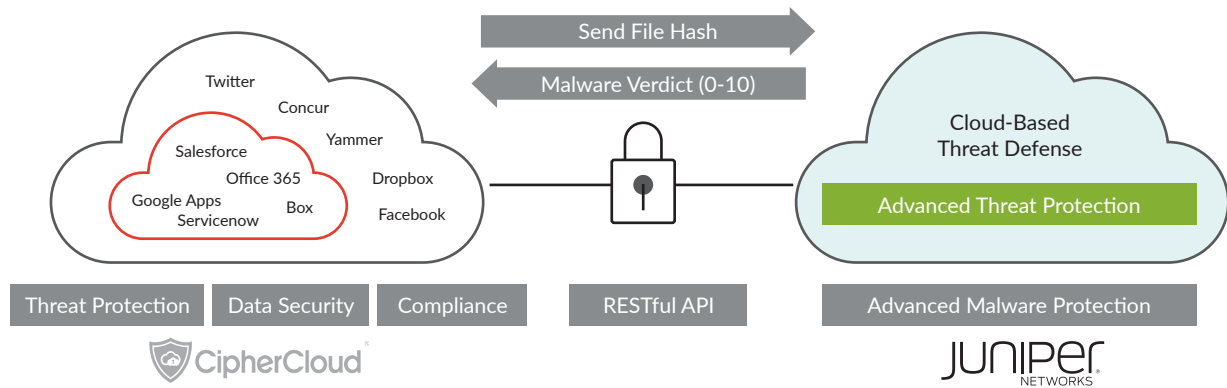 Send File Hash
Malware Verdict (0-10)
Twitter
Concur
Yammer
Salesforce
Office 365
Dropbox
Google Apps
Box
Servicenow
Facebook
Cloud-Based
Threat Defense
Advanced Threat Protection
Threat Protection
Data Security
Compliance
RESTful API
Advanced Malware Protection
CipherCloud®
JUNIPER
NETWORKS